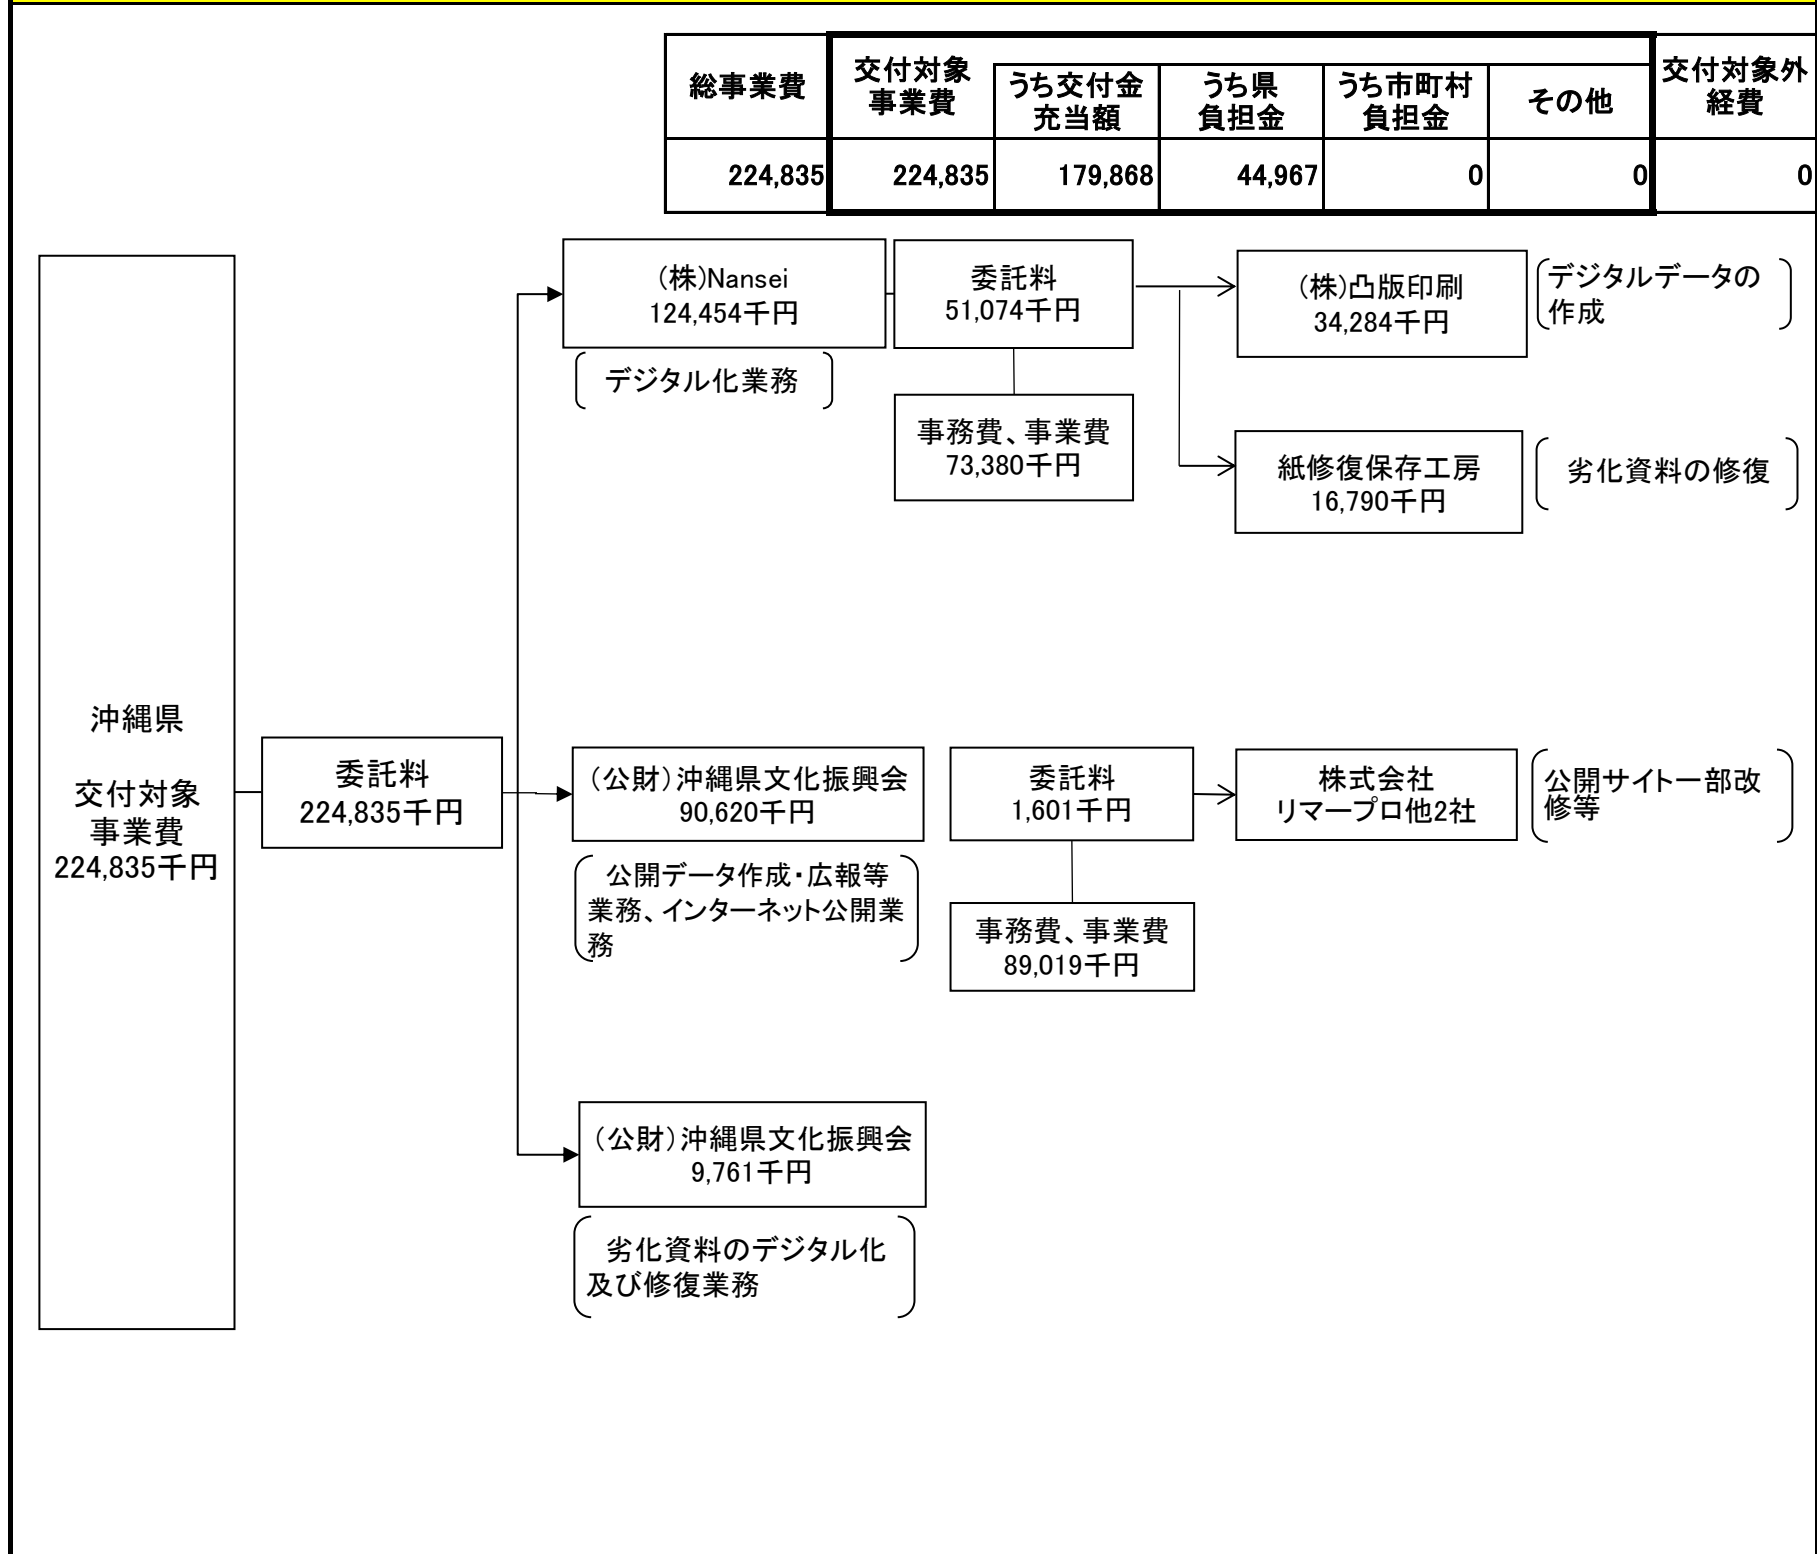 総事業費
交付対象
事業費
うち交付金
充当額
うち県
負担金
うち市町村
負担金
その他
交付対象外
経費
224,835
224,835
179,868
44,967
0
0
0
沖縄県
交付対象
事業費
224,835千円
委託料
224,835千円
(株)Nansei
124,454千円
デジタル化業務
委託料
51,074千円
事務費、事業費
73,380千円
(株)凸版印刷
34,284千円
デジタルデータの
作成
紙修復保存工房
16,790千円
劣化資料の修復
(公財)沖縄県文化振興会
90,620千円
公開データ作成・広報等
業務、インターネット公開業
務
委託料
1,601千円
事務費、事業費
89,019千円
株式会社
リマープロ他2社
公開サイト一部改
修等
(公財)沖縄県文化振興会
9,761千円
劣化資料のデジタル化
及び修復業務